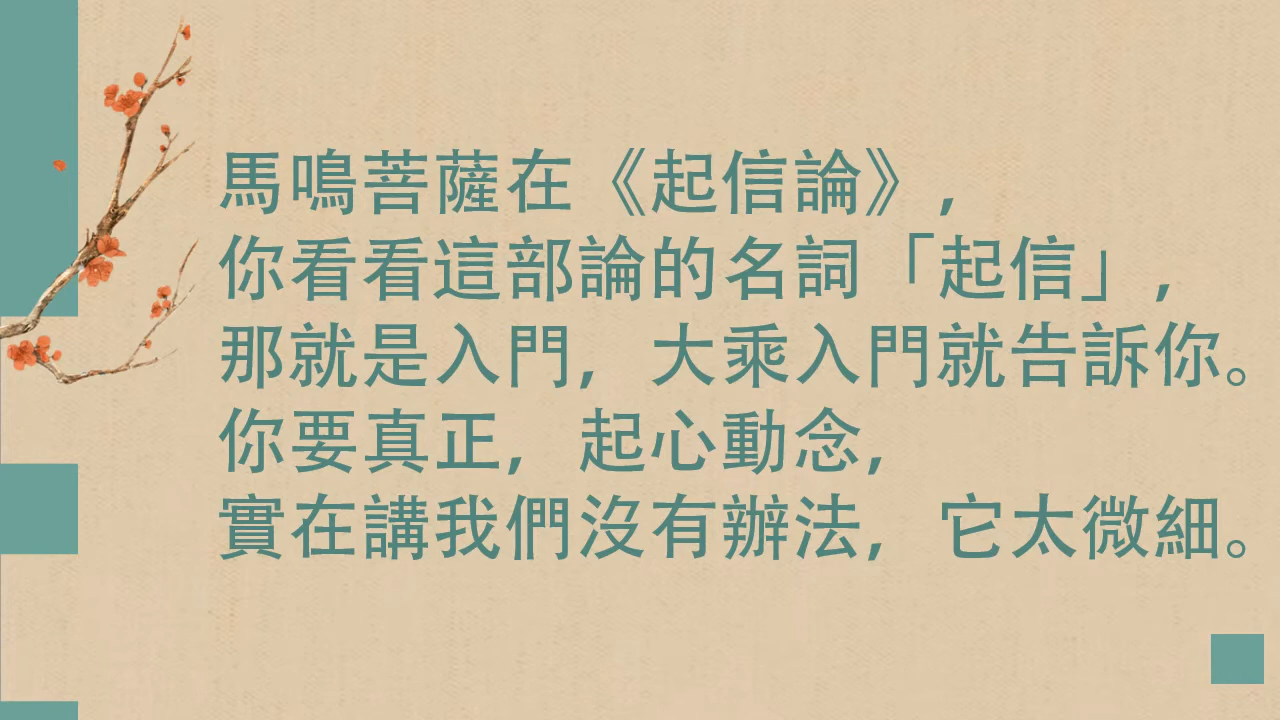 馬鳴菩薩在《起信論》,
你看看這部論的名詞「起信」,
那就是入門,大乘入門就告訴你。
你要真正,起心動念,
實在講我們沒有辦法,它太微細。